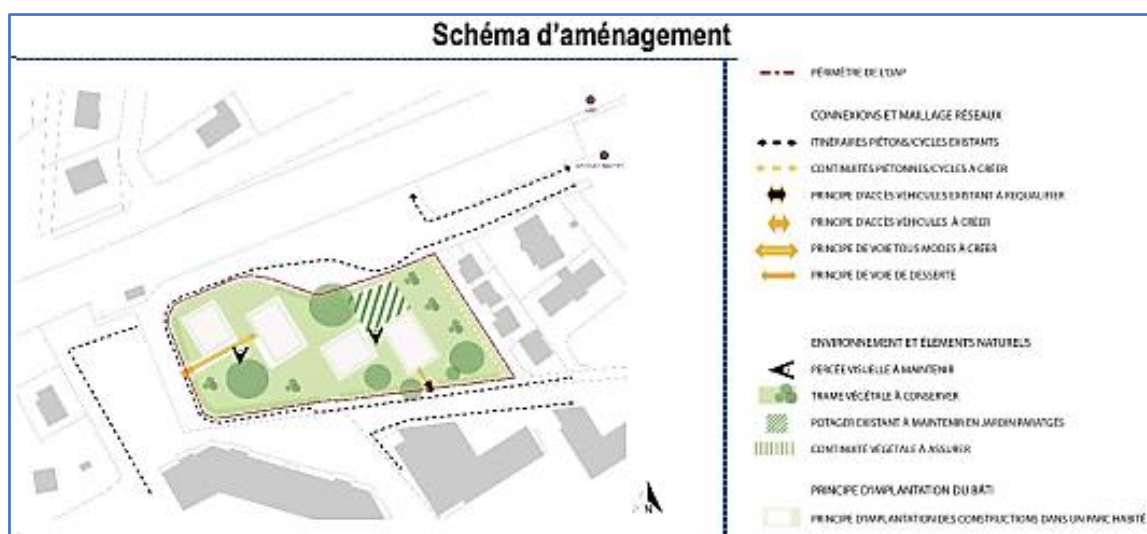 Schéma d'aménagement
PÉRIMÈTRE DE L'OAP
CONNEXIONS ET MAILLAGE RÉSEAUX
ITINÉRAIRES PIÉTONS/CYCLES EXISTANTS
CONTINUITÉS PIÉTONNES/CYCLES A CRÉER
PRINCIPE D'ACCÈS VÉHICULES EXISTANT À REQUALIFIER
PRINCIPE D'ACCÈS VÉHICULES À CRÉER
PRINCIPE DE VOIE TOUS MODES À CRÉER
PRINCIPE DE VOIE DE DESSERTE
ENVIRONNEMENT ET ÉLÉMENTS NATURELS
PERCÉE VISUELLE À MAINTENIR
TRAME VÉGÉTALE À CONSERVER
POTAGER EXISTANT À MAINTENIR EN JARDIN PARATGÉS
CONTINUITÉ VÉGÉTALE À ASSURER
PRINCIPE D'IMPLANTATION DU BÂTI
PRINCIPE D'IMPLANTATION DES CONSTRUCTIONS DANS UN PARC HABITÉ
N